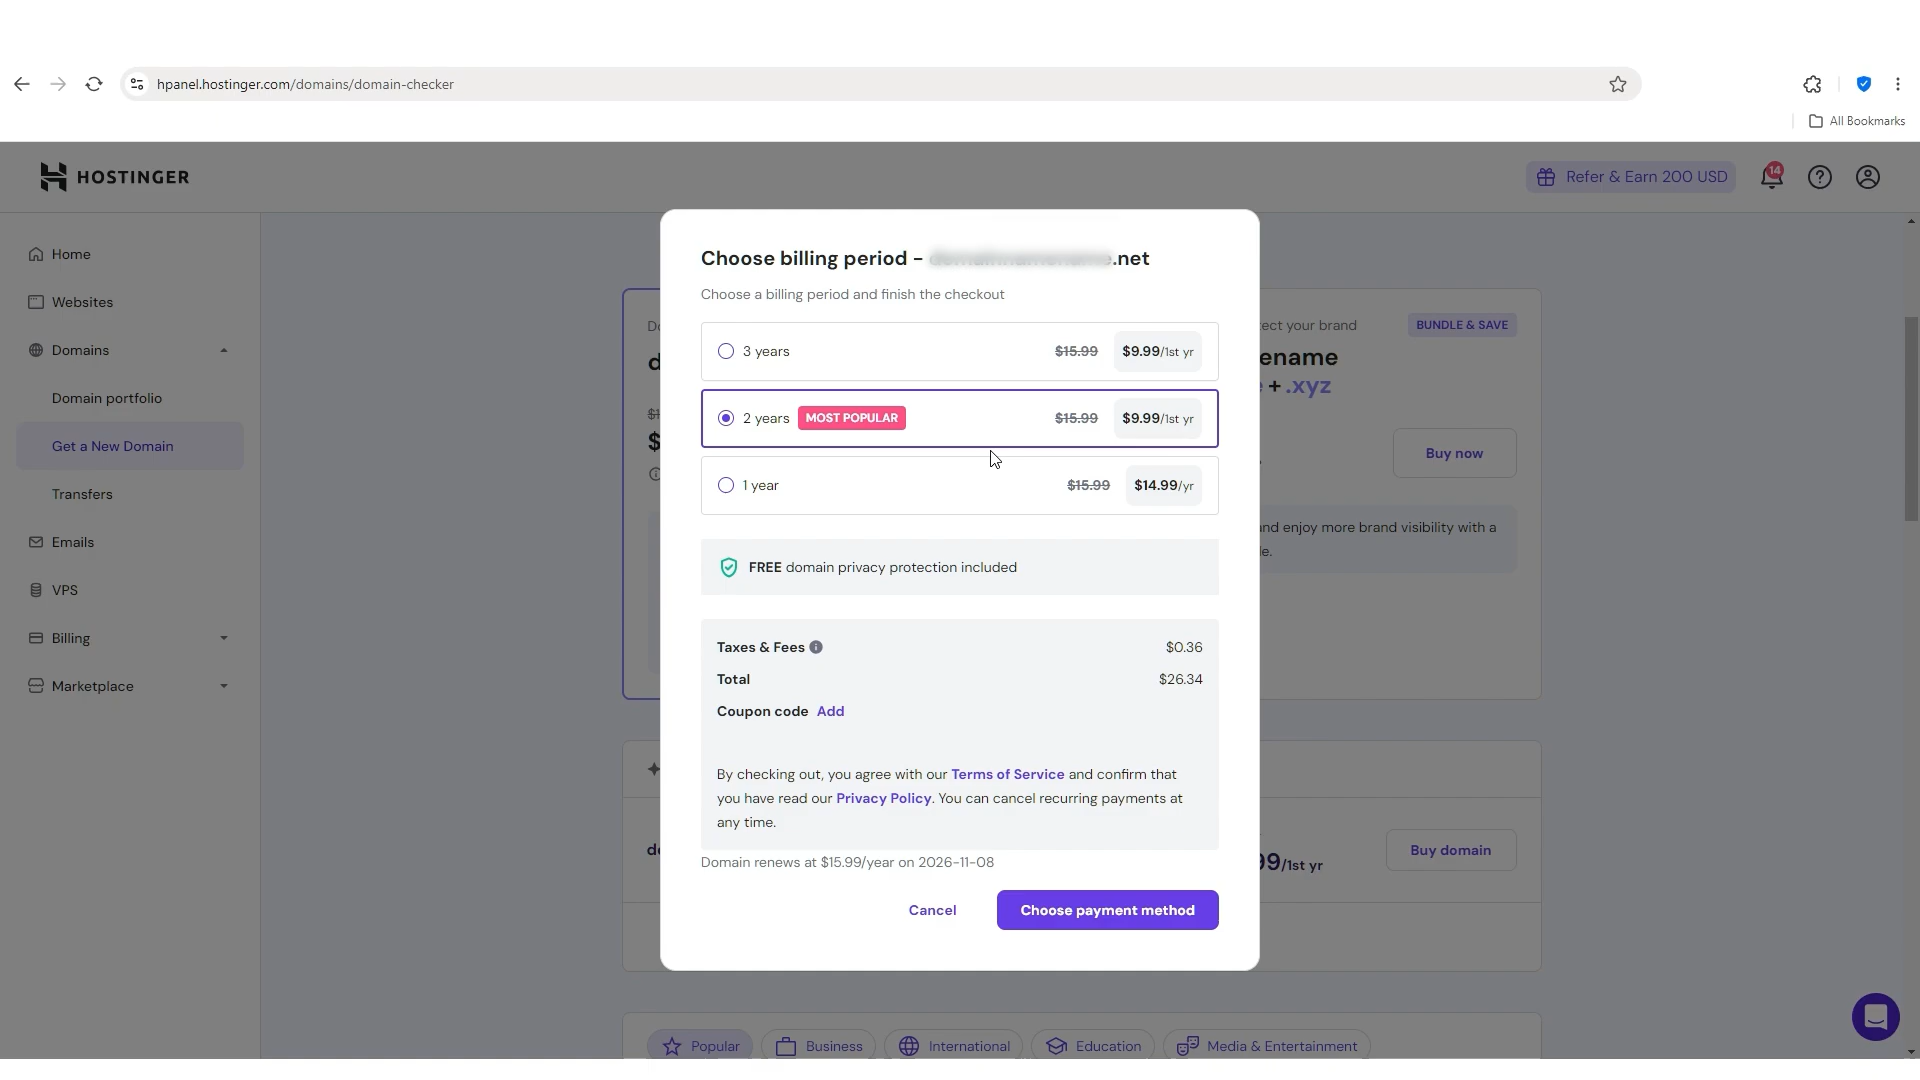 hpanel.hostinger.com/domains/domain-checker
All Bookmarks
HOSTINGER
Refer & Earn 200 USD
14
Home
Websites
Domains
Domain portfolio
Get a New Domain
Transfers
Emails
VPS
Billing
Marketplace
Choose billing period - .net
Choose a billing period and finish the checkout
3 years $15.99 $9.99/1st yr
2 years MOST POPULAR $15.99 $9.99/1st yr
1 year $15.99 $14.99/yr
FREE domain privacy protection included
Taxes & Fees $0.36
Total $26.34
Coupon code Add
By checking out, you agree with our Terms of Service and confirm that
you have read our Privacy Policy. You can cancel recurring payments at
any time.
Domain renews at $15.99/year on 2026-11-08
Cancel
Choose payment method
ect your brand
BUNDLE & SAVE
ename
+ .xyz
Buy now
nd enjoy more brand visibility with a
99/1st yr
Buy domain
Popular
Business
International
Education
Media & Entertainment